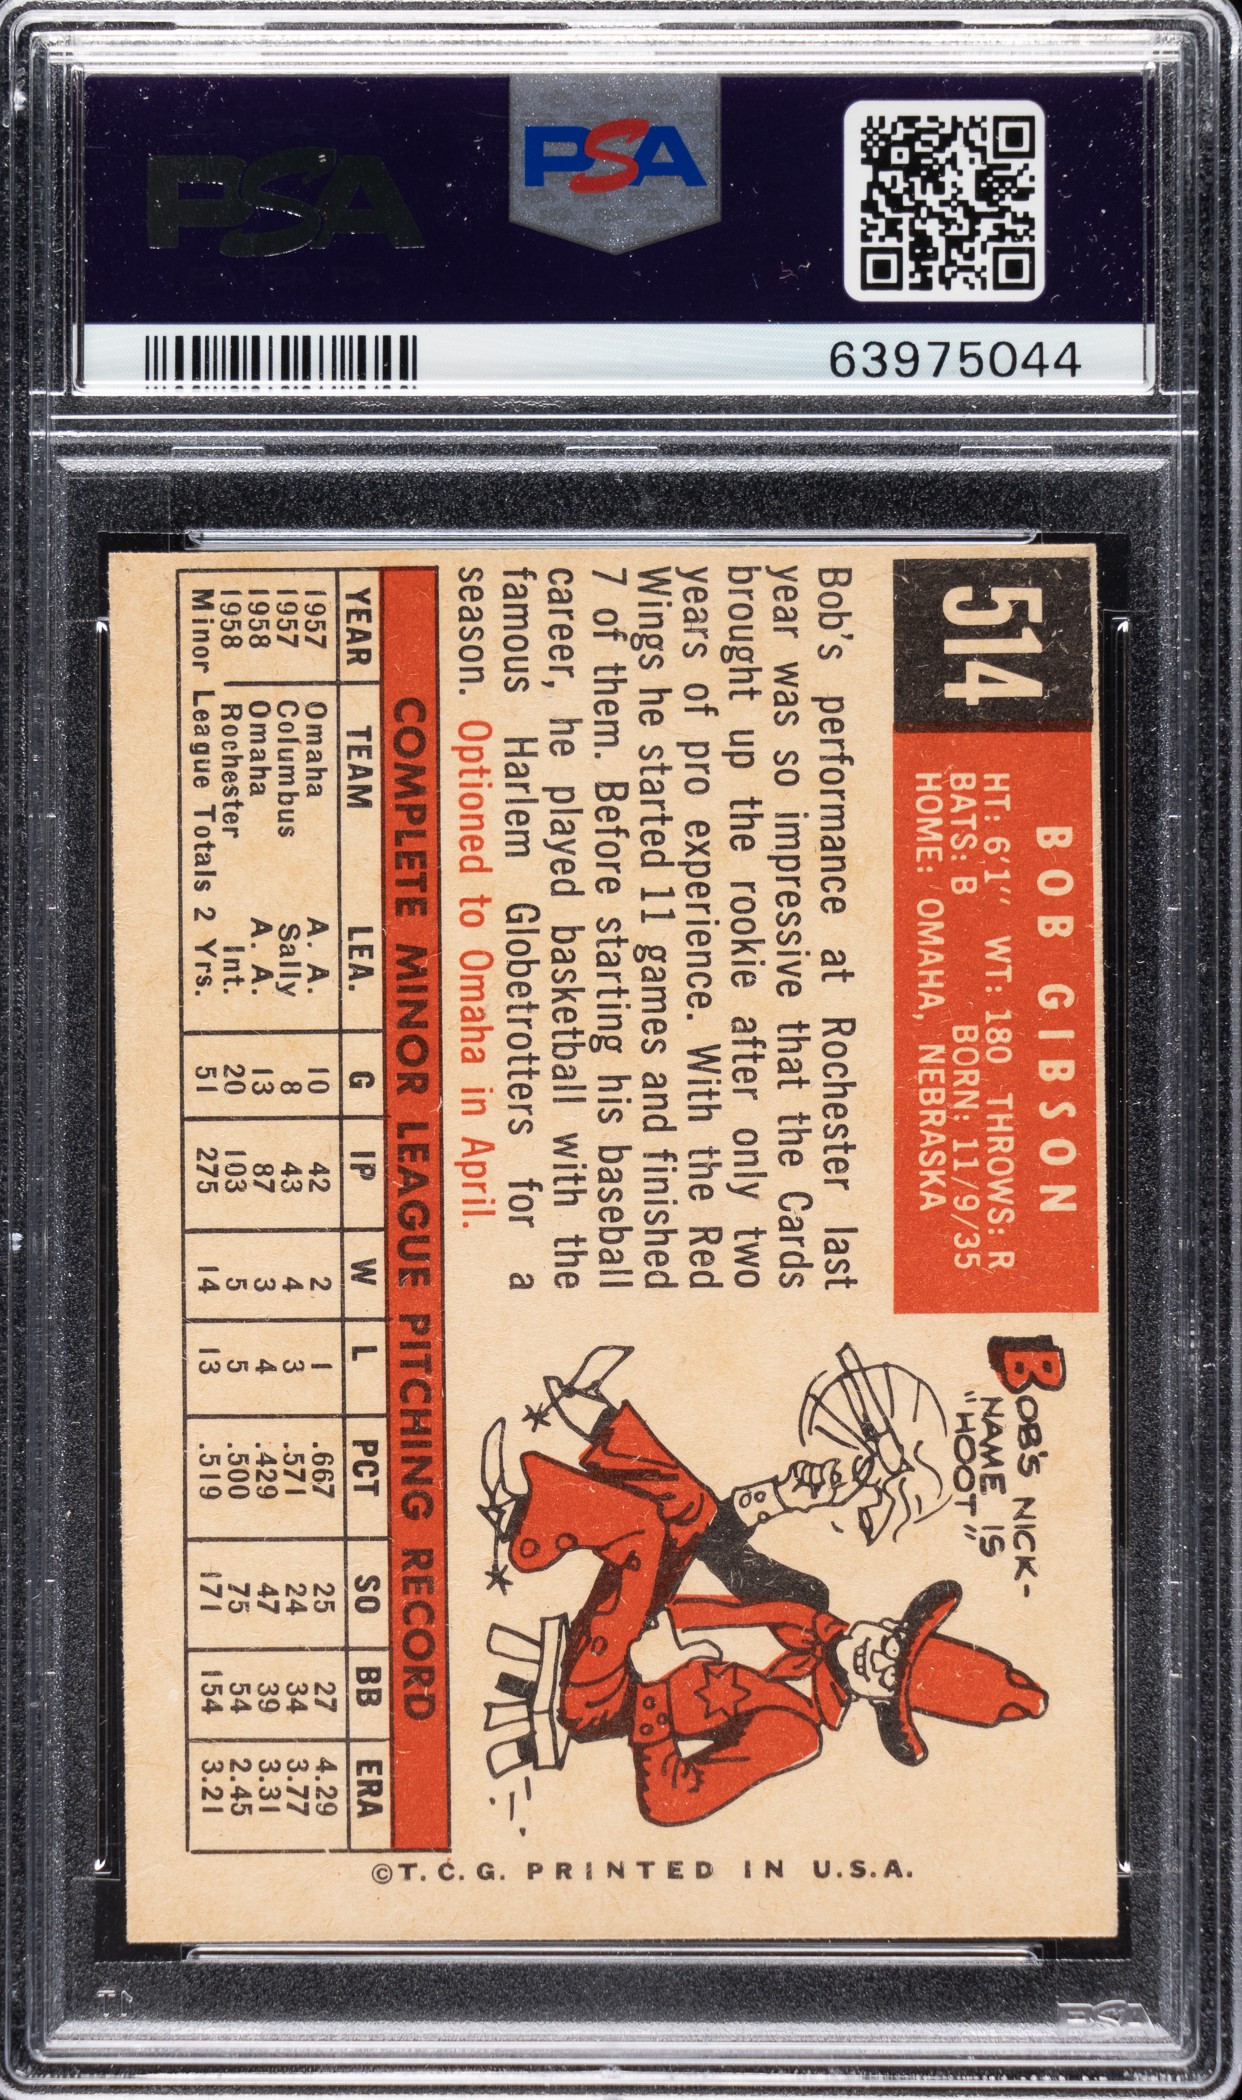 PSA
PSA
63975044
514
BOB GIBSON
HT: 6'1" WT: 180 THROWS: R
BATS: B BORN: 11/9/35
HOME: OMAHA, NEBRASKA
Bob's performance at Rochester last
year was so impressive that the Cards
brought up the rookie after only two
years of pro experience. With the Red
Wings he started 11 games and finished
7 of them. Before starting his baseball
career, he played basketball with the
famous Harlem Globetrotters for a
season. Optioned to Omaha in April.
BOB'S NICK-
NAME IS
"HOOT"
COMPLETE MINOR LEAGUE PITCHING RECORD
YEAR TEAM LEA. G IP W L PCT SO BB ERA
1957 Omaha A. A. 10 42 2 1 .667 25 27 4.29
1957 Columbus Sally 8 43 4 3 .571 24 34 3.77
1958 Omaha A. A. 13 87 3 4 .429 47 39 3.31
1958 Rochester Int. 20 103 5 5 .500 75 54 2.45
Minor League Totals 2 Yrs. 51 275 14 13 .519 171 154 3.21
©T.C.G. PRINTED IN U.S.A.
PSA